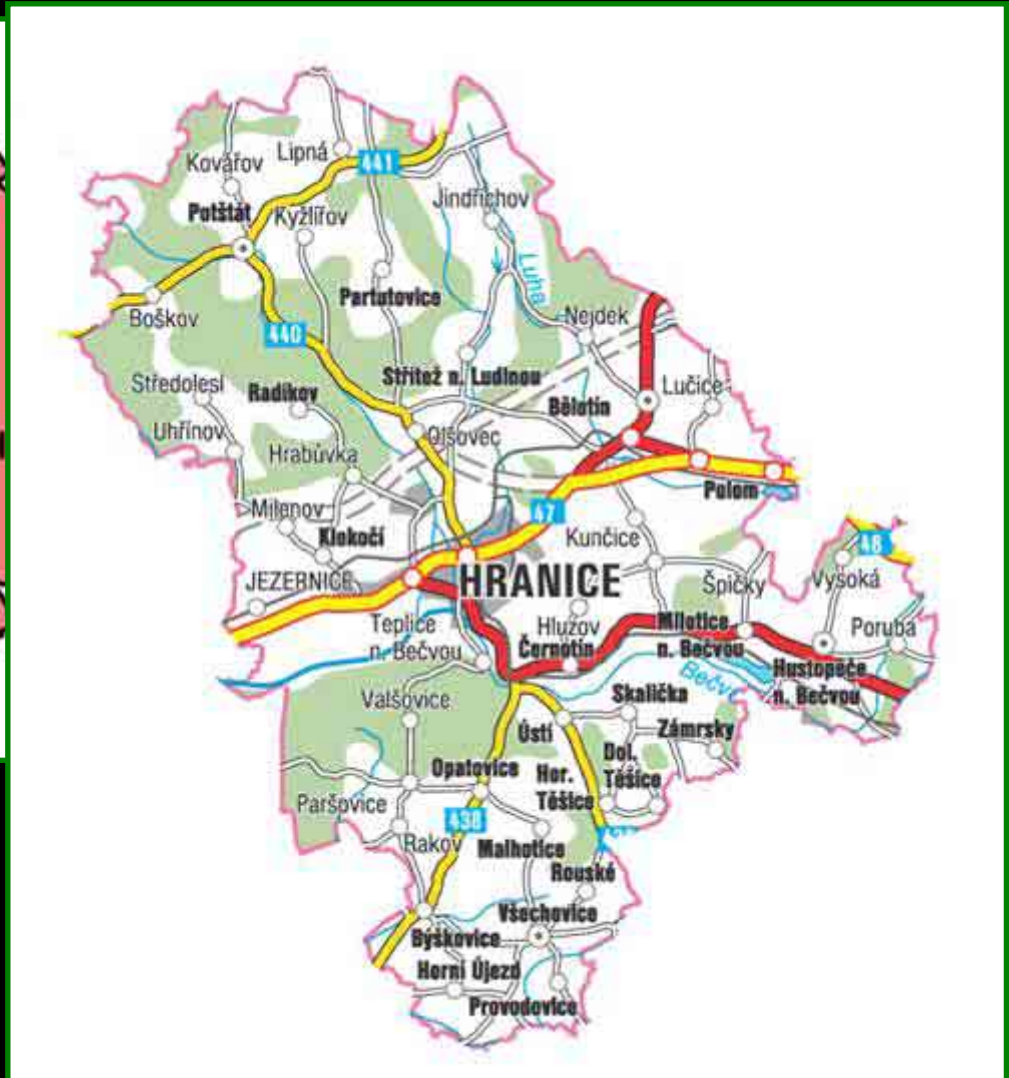 Lipná
441
Kovářov
Jindřichov
Potštát
Kyžlířov
Luha
Partutovice
Boškov
440
Nejdek
Střítež n. Ludinou
Středolesí
Radíkov
Lučice
Bělotín
Uhřínov
Olšovec
Hrabůvka
Polom
Milenov
47
Klokočí
Kunčice
48
JEZERNICE
HRANICE
Špičky
Vysoká
Teplice
n. Bečvou
Hlužov
Milotice
n. Bečvou
Poruba
Černotín
Bečva
Hustopeče
n. Bečvou
Valšovice
Skalička
Ústí
Zámrsky
Opatovice
Hor.
Těšice
Dol.
Těšice
Paršovice
438
Rakov
Malhotice
Rouské
Všechovice
Býškovice
Horní Újezd
Provodovice